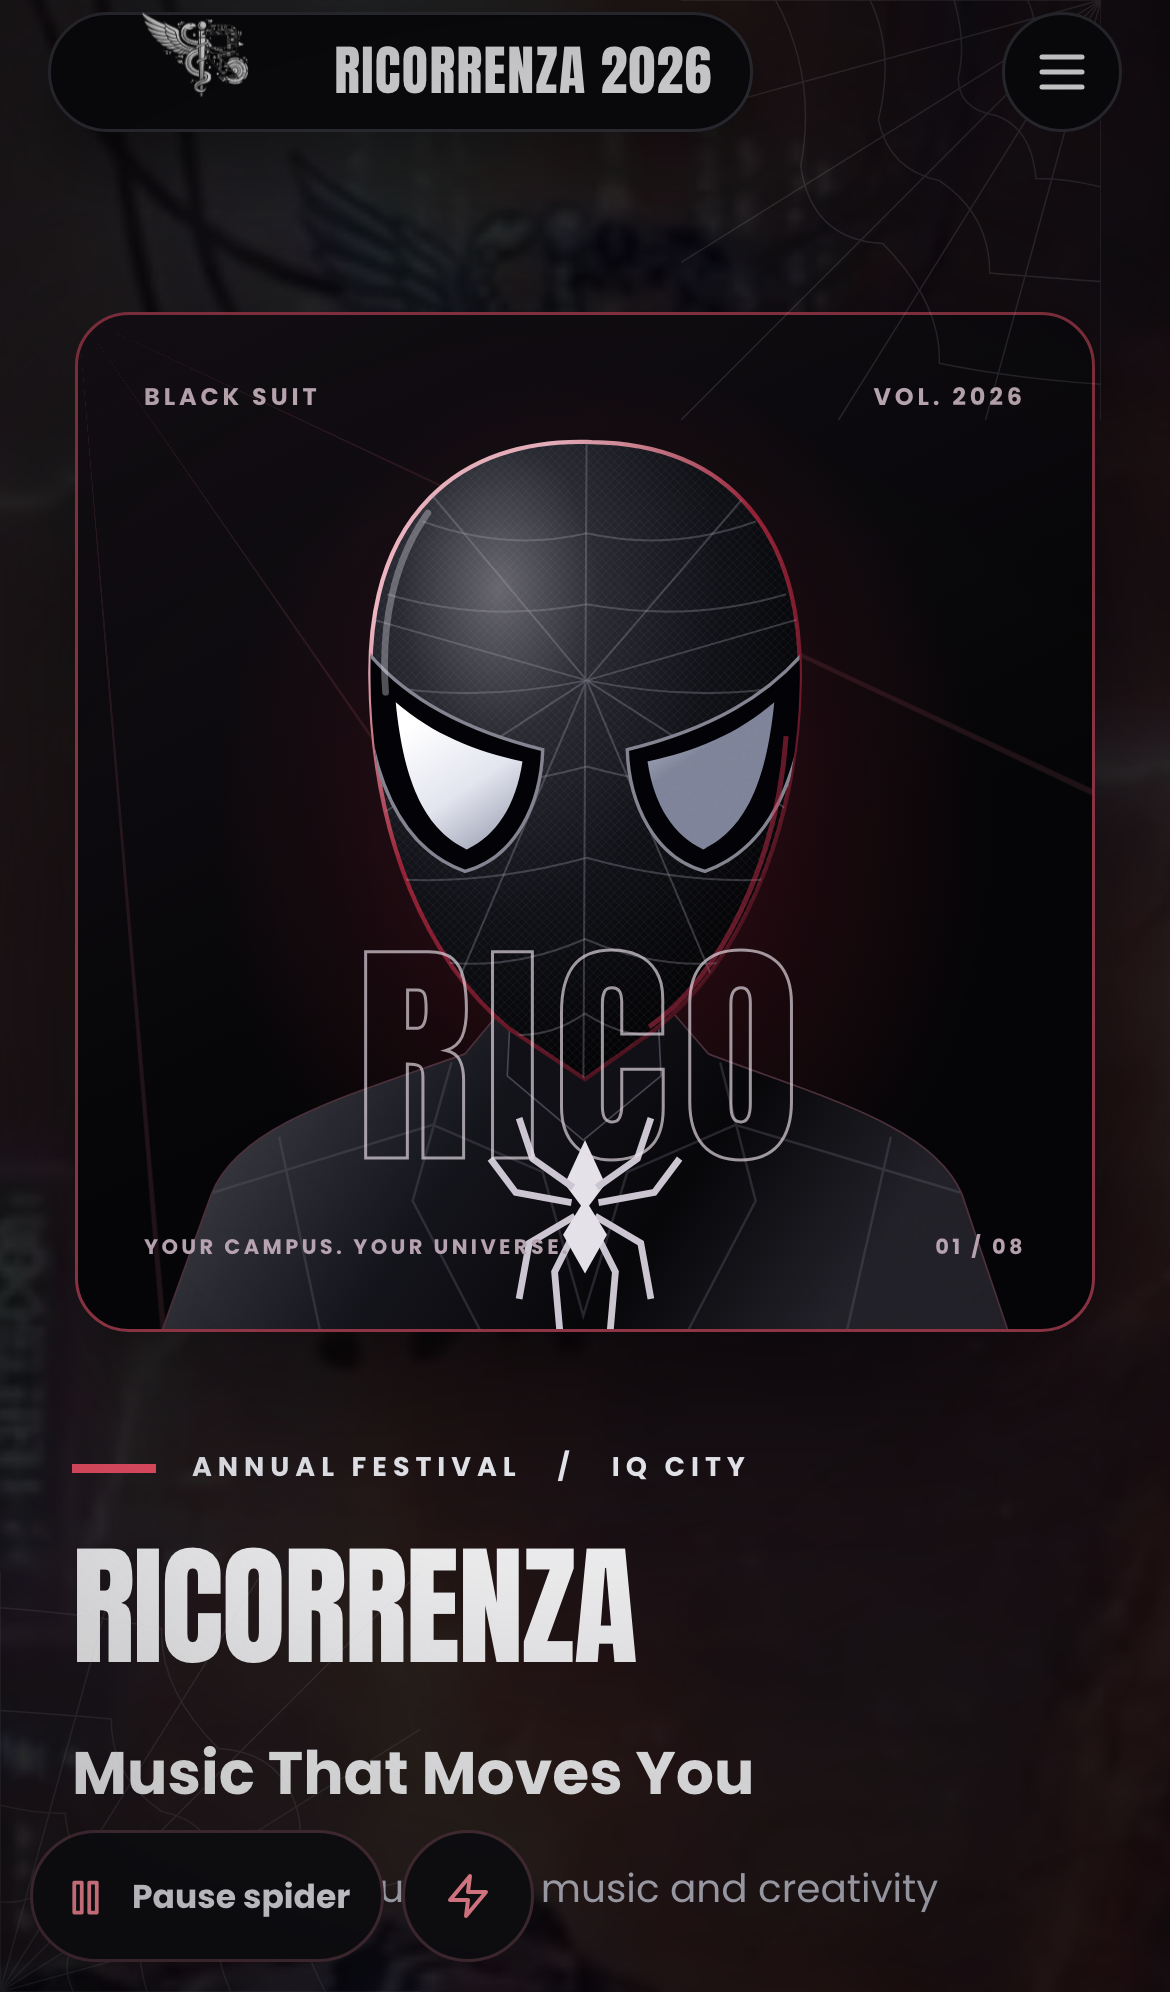 RICORRENZA 2026
BLACK SUIT
VOL. 2026
RICO
YOUR CAMPUS. YOUR UNIVERSE
01 / 08
ANNUAL FESTIVAL / IQ CITY
RICORRENZA
Music That Moves You
music and creativity
Pause spider